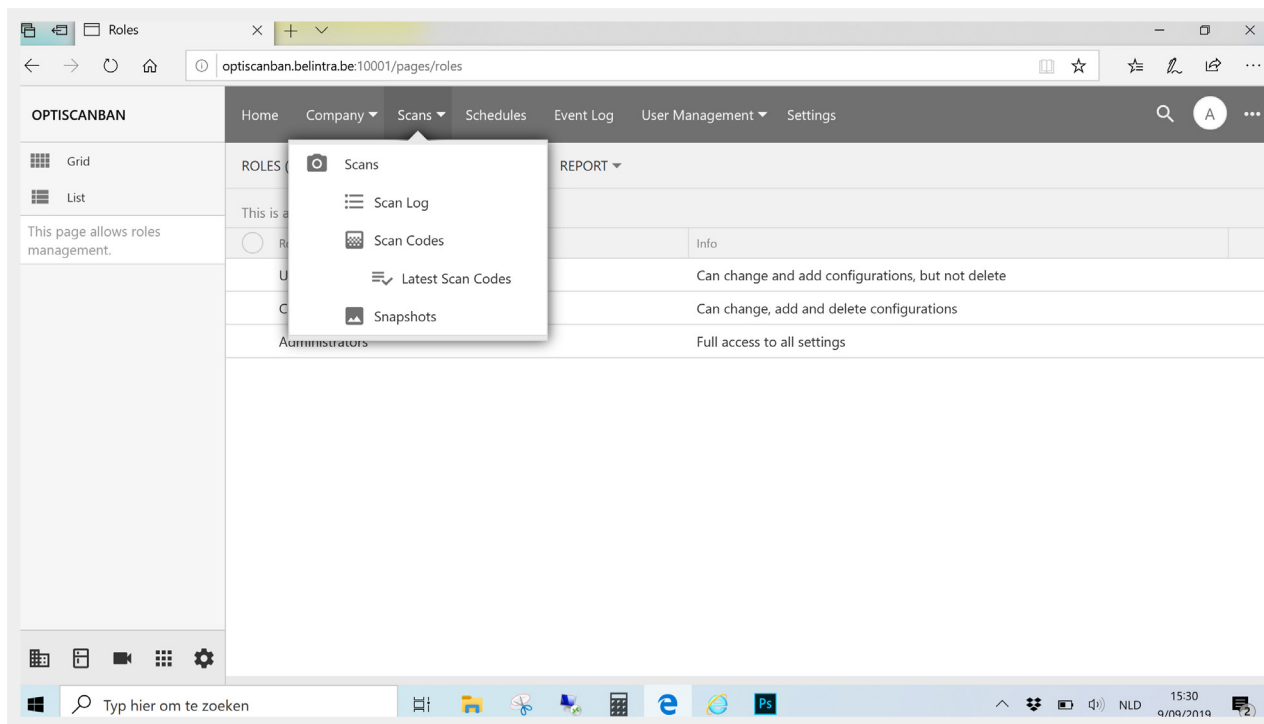 Roles
optiscanban.belintra.be:10001/pages/roles
OPTISCANBAN
Home Company Scans Schedules Event Log User Management Settings
A
Grid
List
This page allows roles
management.
ROLES ( REPORT
Scans
Scan Log
Scan Codes
Latest Scan Codes
Snapshots
This is a
Info
U Can change and add configurations, but not delete
C Can change, add and delete configurations
Administrators Full access to all settings
Typ hier om te zoeken
Ps
NLD
15:30
9/09/2019
2